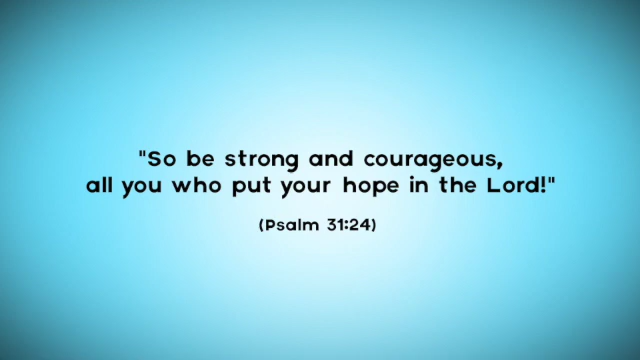 "So be strong and courageous,
all you who put your hope in the Lord!"
(Psalm 31:24)